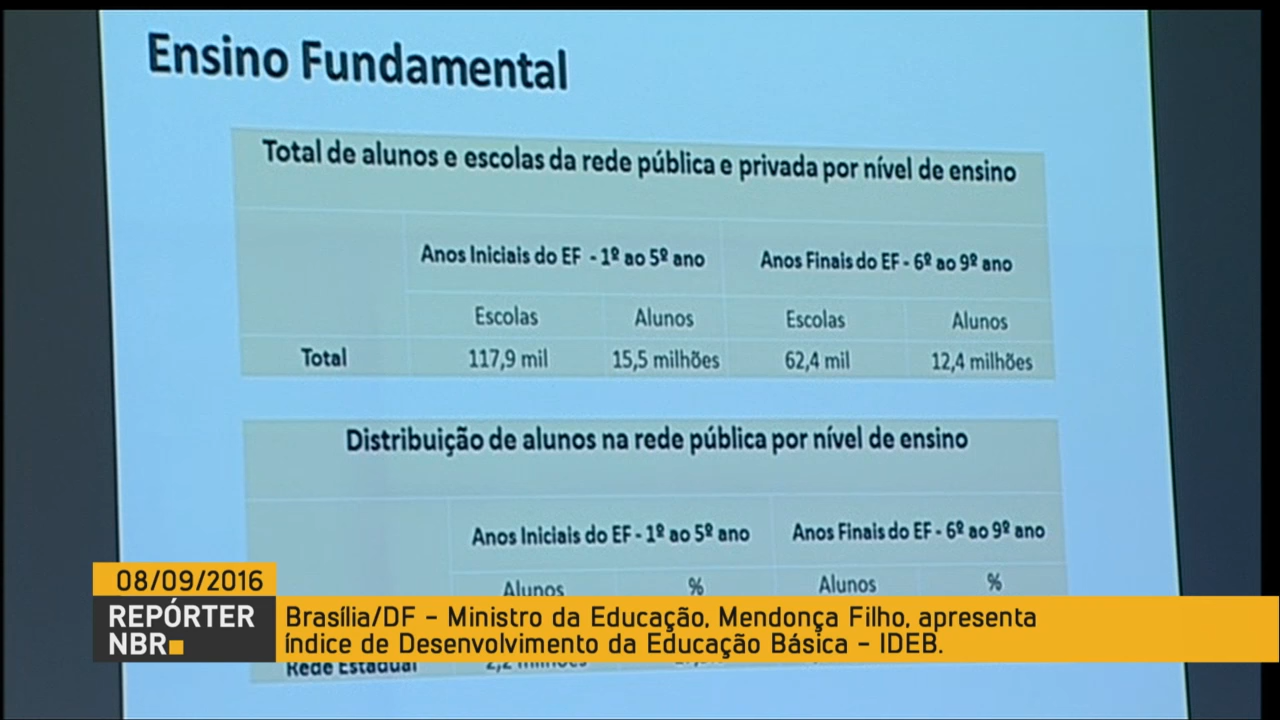 Ensino Fundamental
Total de alunos e escolas da rede pública e privada por nível de ensino
Anos Iniciais do EF - 1º ao 5º ano Anos Finais do EF - 6º ao 9º ano
Escolas Alunos Escolas Alunos
Total 117,9 mil 15,5 milhões 62,4 mil 12,4 milhões
Distribuição de alunos na rede pública por nível de ensino
Anos Iniciais do EF - 1º ao 5º ano Anos Finais do EF - 6º ao 9º ano
Alunos % Alunos %
08/09/2016
REPÓRTER
NBR
Brasília/DF - Ministro da Educação, Mendonça Filho, apresenta
índice de Desenvolvimento da Educação Básica - IDEB.
Rede Estadual 2,2 milhões